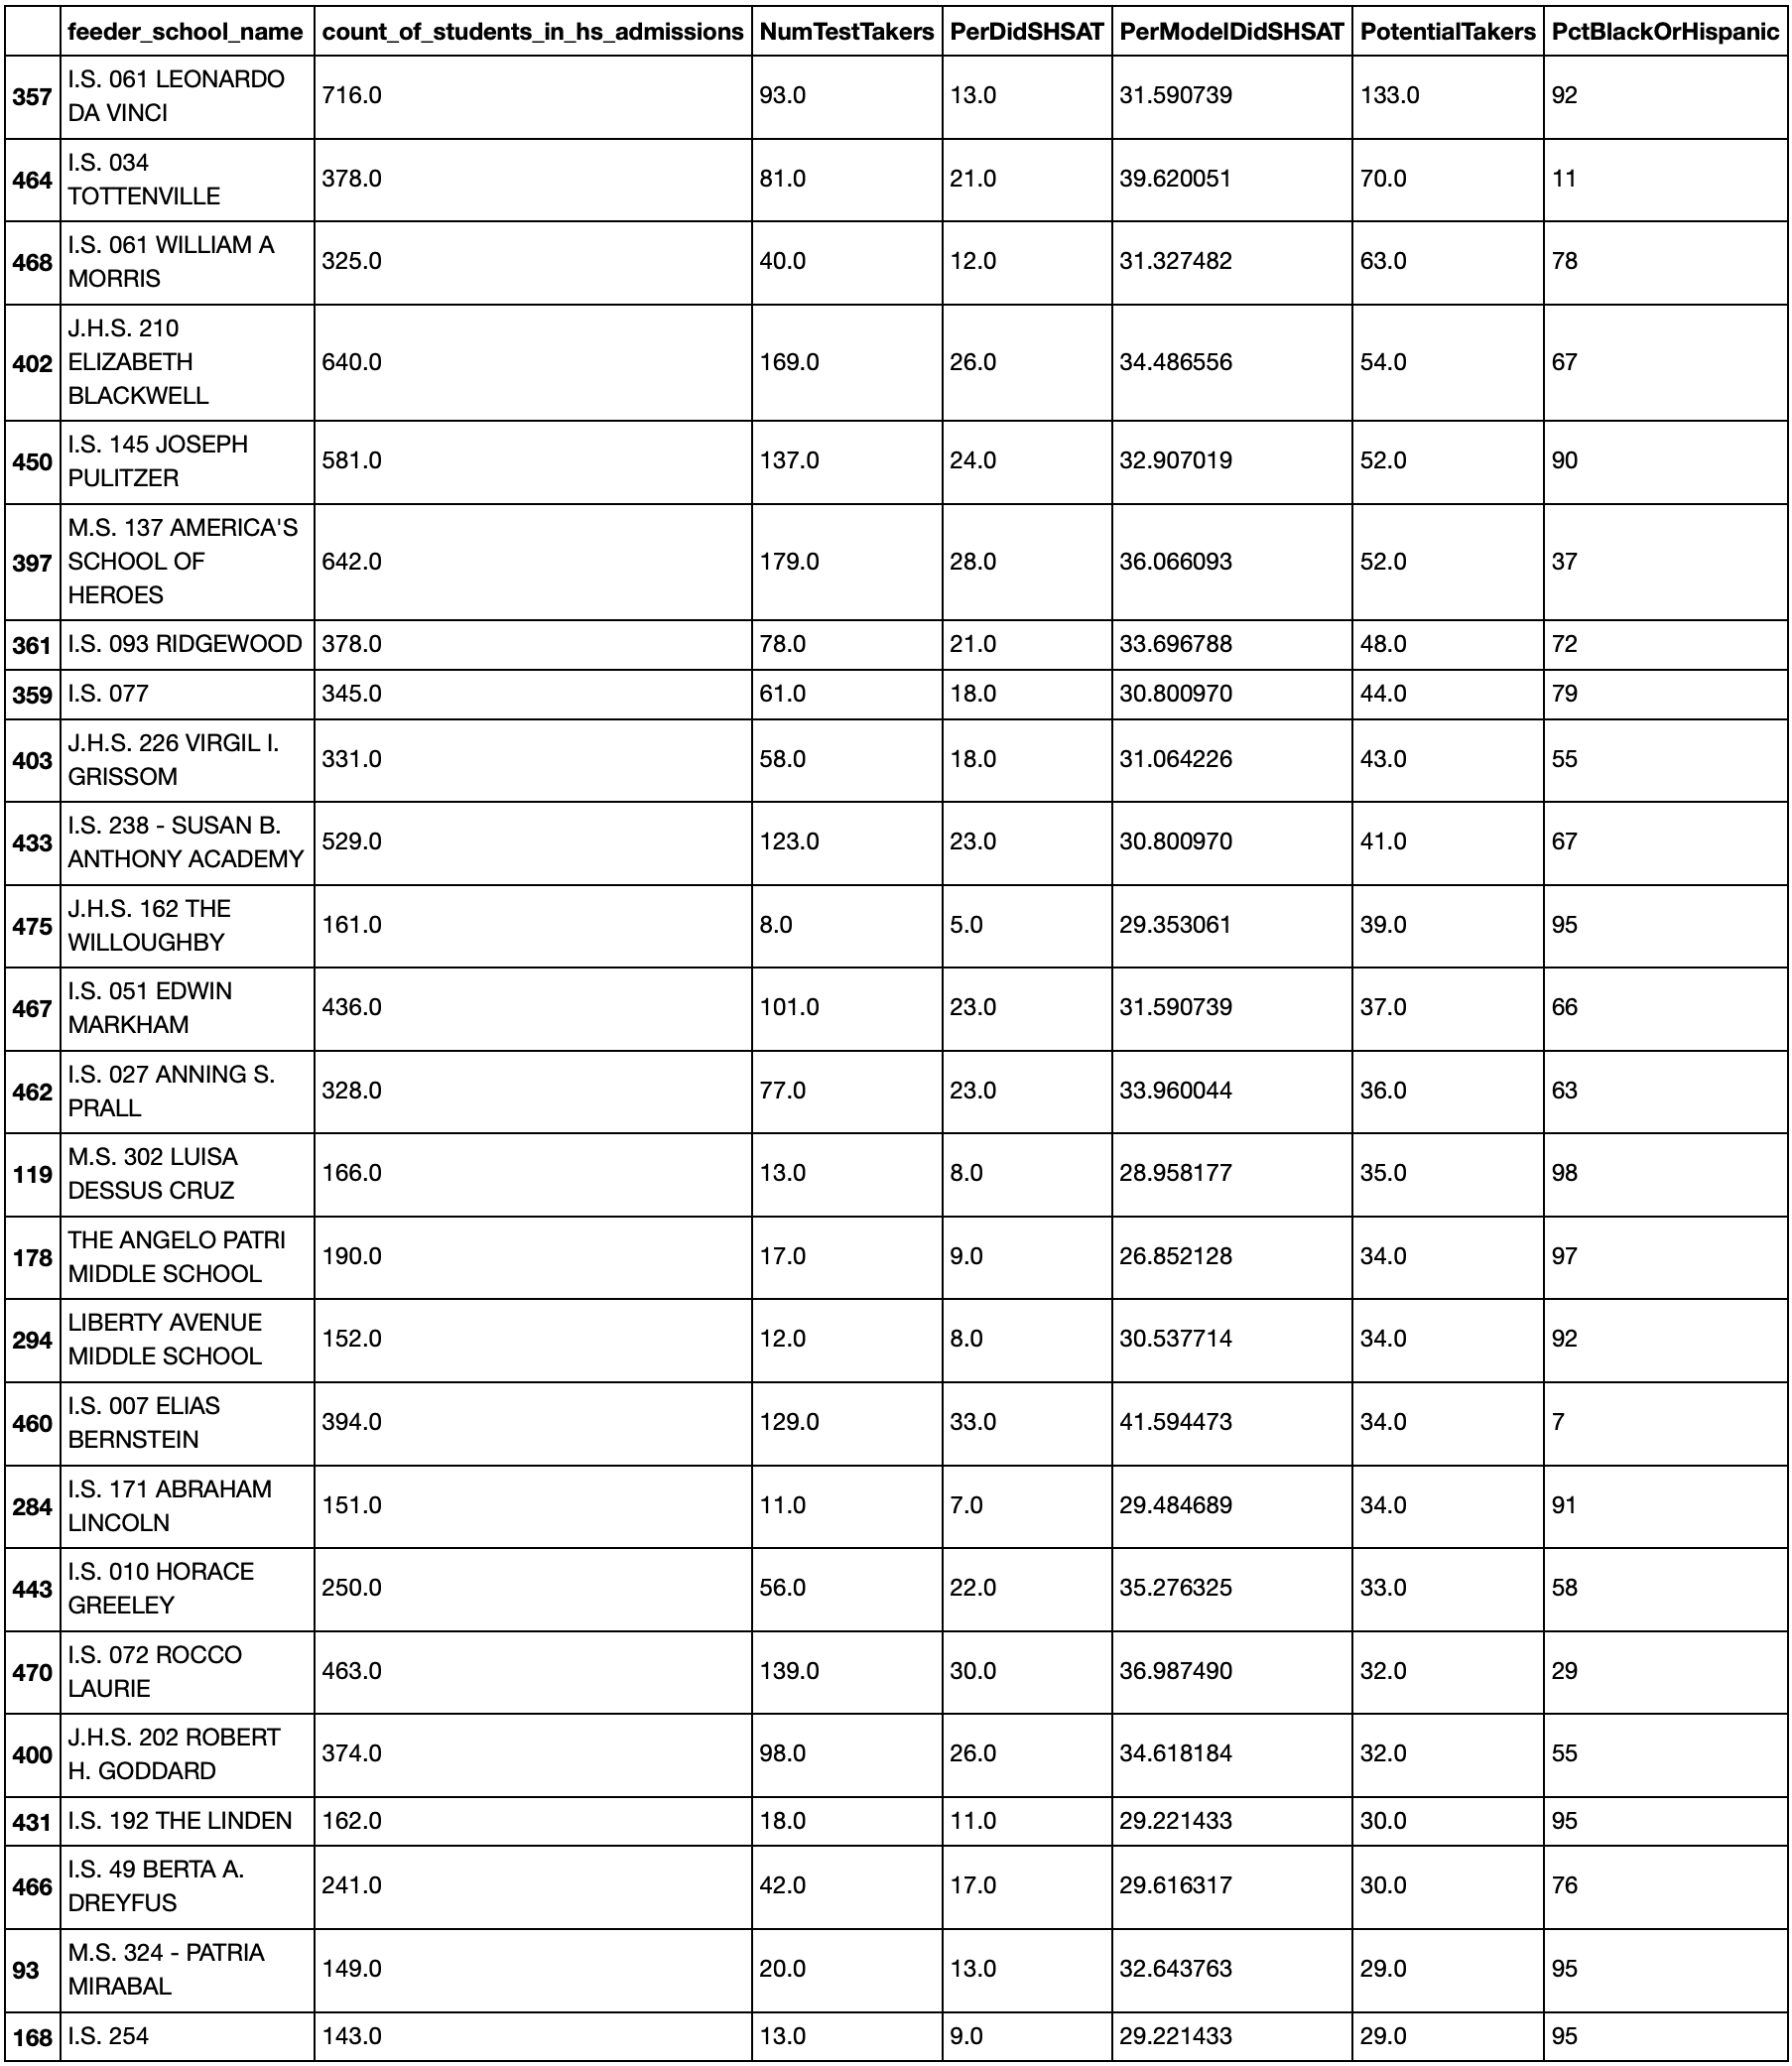 feeder_school_name count_of_students_in_hs_admissions NumTestTakers PerDidSHSAT PerModelDidSHSAT PotentialTakers PctBlackOrHispanic
357 I.S. 061 LEONARDO DA VINCI 716.0 93.0 13.0 31.590739 133.0 92
464 I.S. 034 TOTTENVILLE 378.0 81.0 21.0 39.620051 70.0 11
468 I.S. 061 WILLIAM A MORRIS 325.0 40.0 12.0 31.327482 63.0 78
402 J.H.S. 210 ELIZABETH BLACKWELL 640.0 169.0 26.0 34.486556 54.0 67
450 I.S. 145 JOSEPH PULITZER 581.0 137.0 24.0 32.907019 52.0 90
397 M.S. 137 AMERICA'S SCHOOL OF HEROES 642.0 179.0 28.0 36.066093 52.0 37
361 I.S. 093 RIDGEWOOD 378.0 78.0 21.0 33.696788 48.0 72
359 I.S. 077 345.0 61.0 18.0 30.800970 44.0 79
403 J.H.S. 226 VIRGIL I. GRISSOM 331.0 58.0 18.0 31.064226 43.0 55
433 I.S. 238 - SUSAN B. ANTHONY ACADEMY 529.0 123.0 23.0 30.800970 41.0 67
475 J.H.S. 162 THE WILLOUGHBY 161.0 8.0 5.0 29.353061 39.0 95
467 I.S. 051 EDWIN MARKHAM 436.0 101.0 23.0 31.590739 37.0 66
462 I.S. 027 ANNING S. PRALL 328.0 77.0 23.0 33.960044 36.0 63
119 M.S. 302 LUISA DESSUS CRUZ 166.0 13.0 8.0 28.958177 35.0 98
178 THE ANGELO PATRI MIDDLE SCHOOL 190.0 17.0 9.0 26.852128 34.0 97
294 LIBERTY AVENUE MIDDLE SCHOOL 152.0 12.0 8.0 30.537714 34.0 92
460 I.S. 007 ELIAS BERNSTEIN 394.0 129.0 33.0 41.594473 34.0 7
284 I.S. 171 ABRAHAM LINCOLN 151.0 11.0 7.0 29.484689 34.0 91
443 I.S. 010 HORACE GREELEY 250.0 56.0 22.0 35.276325 33.0 58
470 I.S. 072 ROCCO LAURIE 463.0 139.0 30.0 36.987490 32.0 29
400 J.H.S. 202 ROBERT H. GODDARD 374.0 98.0 26.0 34.618184 32.0 55
431 I.S. 192 THE LINDEN 162.0 18.0 11.0 29.221433 30.0 95
466 I.S. 49 BERTA A. DREYFUS 241.0 42.0 17.0 29.616317 30.0 76
93 M.S. 324 - PATRIA MIRABAL 149.0 20.0 13.0 32.643763 29.0 95
168 I.S. 254 143.0 13.0 9.0 29.221433 29.0 95